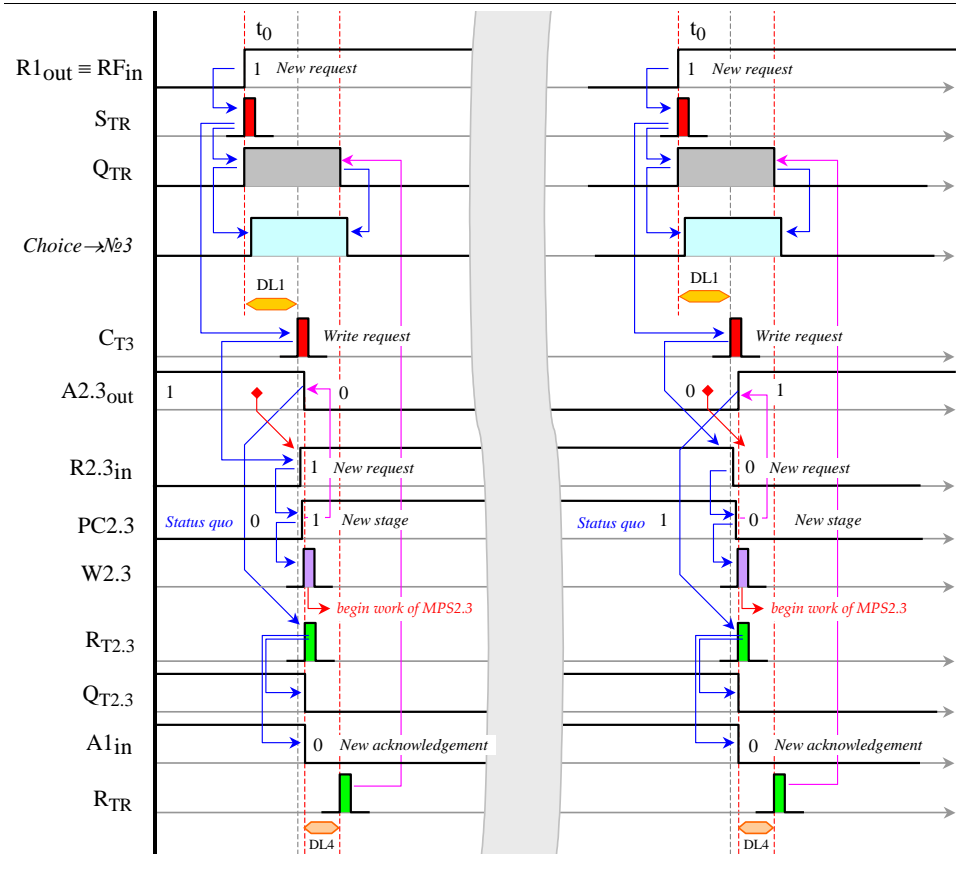 t0 t0
R1out ≡ RFin 1 New request 1 New request
STR
QTR
Choice→№3
DL1 DL1
CT3 Write request Write request
A2.3out 1 0 0 1
R2.3in 1 New request 0 New request
PC2.3 Status quo 0 1 New stage Status quo 1 0 New stage
W2.3
begin work of MPS2.3 begin work of MPS2.3
RT2.3
QT2.3
A1in 0 New acknowledgement 0 New acknowledgement
RTR
DL4 DL4